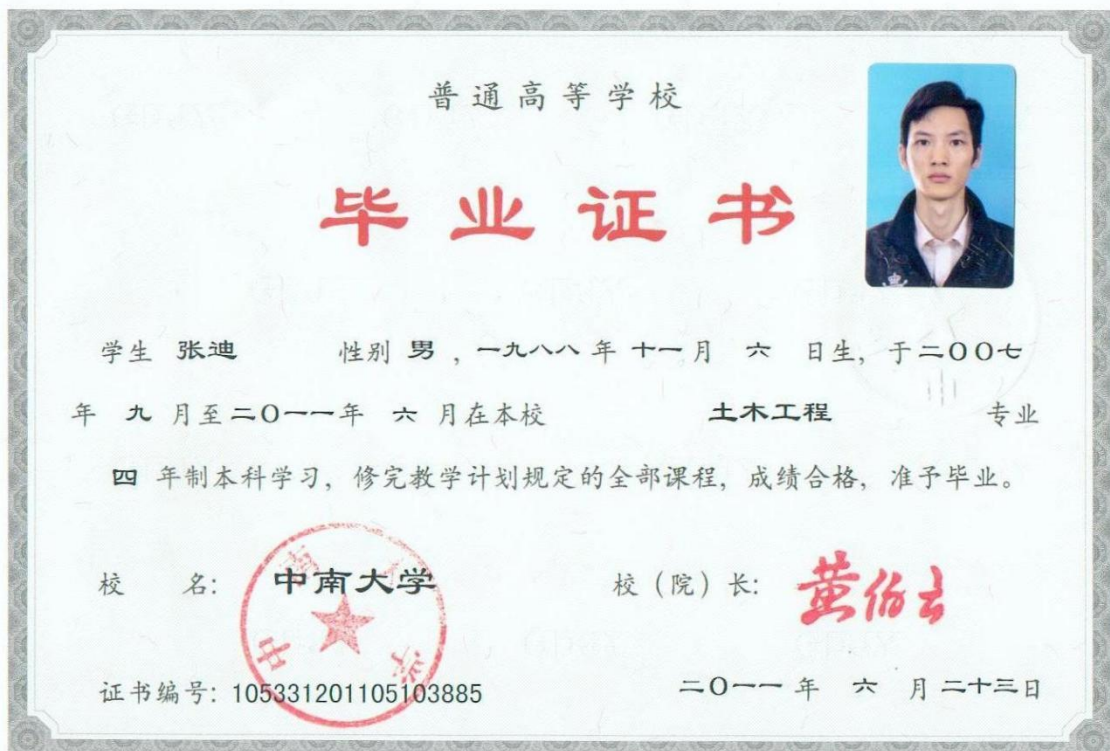 普通高等学校
毕业证书
学生 张迪 性别 男 ，一九八八 年 十一 月 六 日生，于二〇〇七
年 九 月至二〇一一年 六 月在本校 土木工程 专业
四 年制本科学习，修完教学计划规定的全部课程，成绩合格，准予毕业。
校 名： 中南大学 校（院）长： 黄伯云
中南大学
证书编号：105331201105103885 二〇一一 年 六 月 二十三日